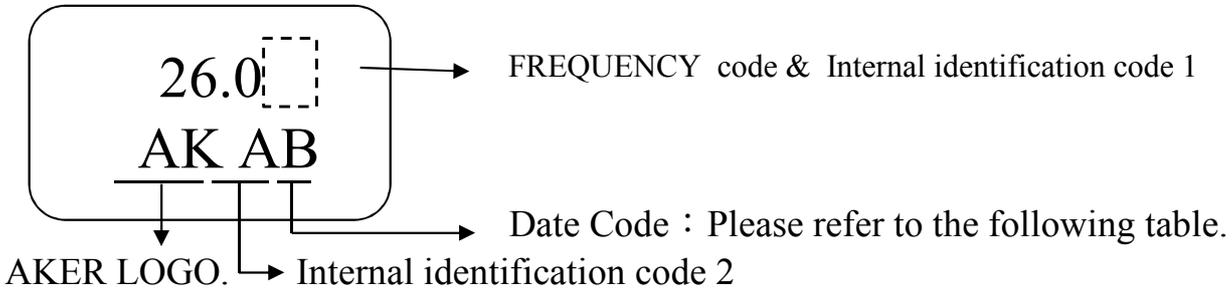 26.0
FREQUENCY code & Internal identification code 1
AK AB
Date Code：Please refer to the following table.
AKER LOGO.
Internal identification code 2